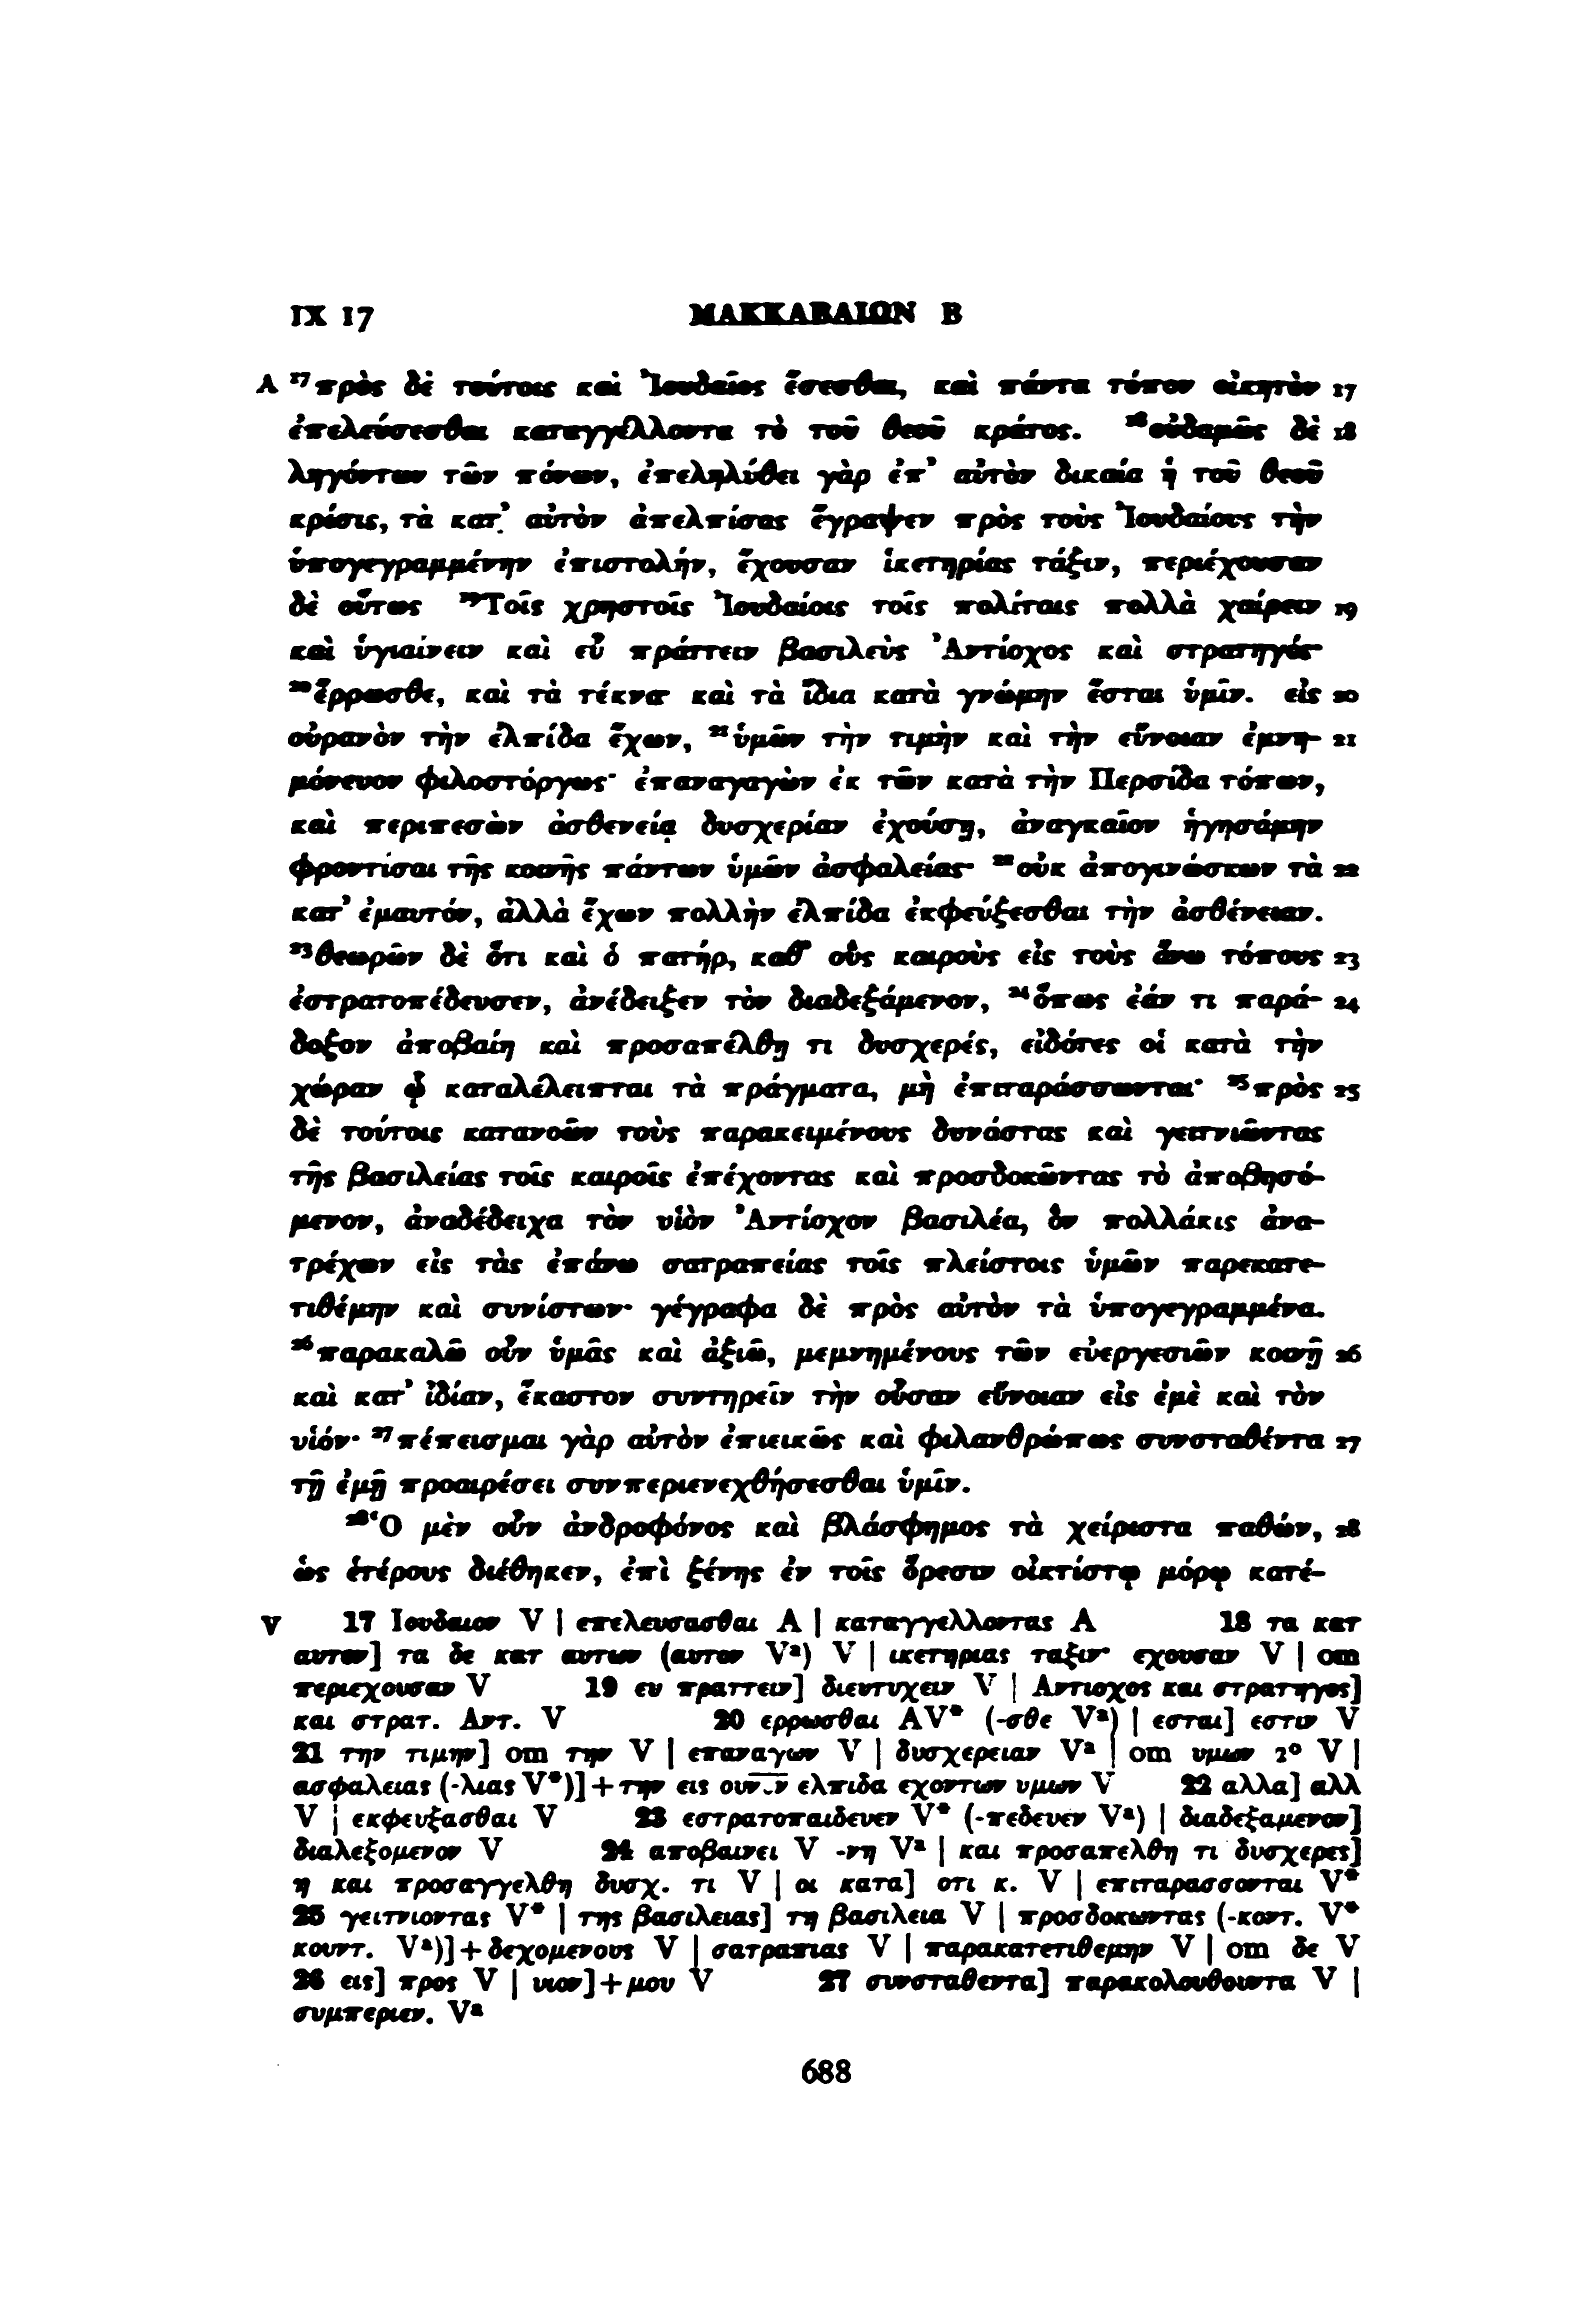 IX 17 ΜΑΚΚΑΒΑΙΩΝ Β
A 17 πρὸς δὲ τούτοις καὶ Ἰουδαῖος ἔσεσθαι, καὶ πάντα τόπον οἰκητὸν 17
ἐπελεύσεσθαι καταγγέλλοντα τὸ τοῦ θεοῦ κράτος. 18 οὐδαμῶς δὲ 18
ληγόντων τῶν πόνων, ἐπεληλύθει γὰρ ἐπ᾿ αὐτὸν δικαία ἡ τοῦ θεοῦ
κρίσις, τὰ κατ᾿ αὐτὸν ἀπελπίσας ἔγραψεν πρὸς τοὺς Ἰουδαίους τὴν
ὑπογεγραμμένην ἐπιστολήν, ἔχουσαν ἱκετηρίας τάξιν, περιέχουσαν
δὲ οὕτως 19 Τοῖς χρηστοῖς Ἰουδαίοις τοῖς πολίταις πολλὰ χαίρειν 19
καὶ ὑγιαίνειν καὶ εὖ πράττειν βασιλεὺς Ἀντίοχος καὶ στρατηγός·
20 ἔρρωσθε, καὶ τὰ τέκνα καὶ τὰ ἴδια κατὰ γνώμην ἔσται ὑμῖν. εἰς 20
οὐρανὸν τὴν ἐλπίδα ἔχων, 21 ὑμῶν τὴν τιμὴν καὶ τὴν εὔνοιαν ἐμνη- 21
μόνευον φιλοστόργως· ἐπαναγαγὼν ἐκ τῶν κατὰ τὴν Περσίδα τόπων,
καὶ περιπεσὼν ἀσθενείᾳ δυσχερίαν ἐχούσῃ, ἀναγκαῖον ἡγησάμην
φροντίσαι τῆς κοινῆς πάντων ὑμῶν ἀσφαλείας· 22 οὐκ ἀπογινώσκων τὰ 22
κατ᾿ ἐμαυτόν, ἀλλὰ ἔχων πολλὴν ἐλπίδα ἐκφεύξεσθαι τὴν ἀσθένειαν.
23 θεωρῶν δὲ ὅτι καὶ ὁ πατήρ, καθ᾿ οὓς καιροὺς εἰς τοὺς ἄνω τόπους 23
ἐστρατοπέδευσεν, ἀνέδειξεν τὸν διαδεξάμενον, 24 ὅπως ἐάν τι παρά- 24
δοξον ἀποβαίη καὶ προσαπέλθῃ τι δυσχερές, εἰδότες οἱ κατὰ τὴν
χώραν ᾧ καταλέλειπται τὰ πράγματα, μὴ ἐπιταράσσωνται· 25 πρὸς 25
δὲ τούτοις κατανοῶν τοὺς παρακειμένους δυνάστας καὶ γειτνιῶντας
τῆς βασιλείας τοῖς καιροῖς ἐπέχοντας καὶ προσδοκῶντας τὸ ἀποβησό-
μενον, ἀναδέδειχα τὸν υἱὸν Ἀντίοχον βασιλέα, ὃν πολλάκις ἀνα-
τρέχων εἰς τὰς ἐπάνω σατραπείας τοῖς πλείστοις ὑμῶν παρεκατε-
τιθέμην καὶ συνίστων· γέγραφα δὲ πρὸς αὐτὸν τὰ ὑπογεγραμμένα.
26 παρακαλῶ οὖν ὑμᾶς καὶ ἀξιῶ, μεμνημένους τῶν εὐεργεσιῶν κοινῇ 26
καὶ κατ᾿ ἰδίαν, ἕκαστον συντηρεῖν τὴν οὖσαν εὔνοιαν εἰς ἐμὲ καὶ τὸν
υἱόν· 27 πέπεισμαι γὰρ αὐτὸν ἐπιεικῶς καὶ φιλανθρώπως συνσταθέντα 27
τῇ ἐμῇ προαιρέσει συνπεριενεχθήσεσθαι ὑμῖν.
28 Ὁ μὲν οὖν ἀνδροφόνος καὶ βλάσφημος τὰ χείριστα παθών, 28
ὡς ἑτέρους διέθηκεν, ἐπὶ ξένης ἐν τοῖς ὄρεσιν οἰκτίστῳ μόρῳ κατέ-
V 17 Ιουδαιον V | επελευσασθαι A | καταγγελλοντας A 18 τα κατ
αυτον] τα δε κατ αυτων (αυτον Vᵃ) V | ικετηριας ταξιν· εχουσαν V | om
περιεχουσαν V 19 ευ πραττειν] διευτυχειν V | Αντιοχος και στρατηγος]
και στρατ. Αντ. V 20 ερρωσθαι AV* (-σθε Vᵃ) | εσται] εστιν V
21 την τιμην] om την V | επαναγων V | δυσχερειαν Vᵃ | om υμων 2° V |
ασφαλειας (-λιας V*)]+την εις ελπιδα εχοντων υμων V 22 αλλα] αλλ
V | εκφευξασθαι V 23 εστρατοπαιδευεν V* (-πεδευεν Vᵃ) | διαδεξαμενον]
διαλεξομενον V 24 αποβαινει V -νη Vᵃ | και προσαπελθη τι δυσχερες]
η και προσαγγελθη δυσχ. τι V | οι κατα] οτι κ. V | επιταρασσονται V*
25 γειτνιοντας V* | της βασιλειας] τη βασιλεια V | προσδοκωντας (-κοντ. V*
κουντ. Vᵃ)]+δεχομενους V | σατραπιας V | παρακατετιθεμην V | om δε V
26 εις] προς V | υιον]+μου V 27 συνσταθεντα] παρακολουθουντα V |
συμπεριεν. Vᵃ
688